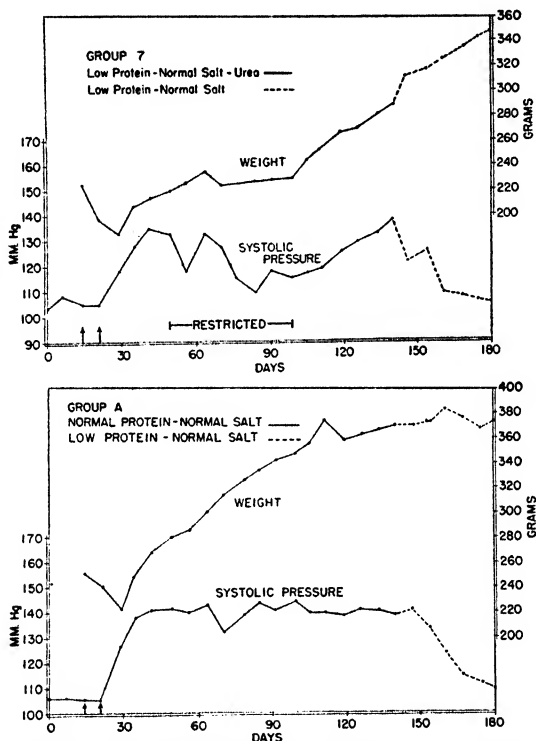 GROUP 7
Low Protein-Normal Salt-Urea
Low Protein-Normal Salt
WEIGHT
SYSTOLIC
PRESSURE
RESTRICTED
MM. Hg
170
160
150
140
130
120
110
100
90
0 30 60 90 120 150 180
DAYS
360
340
320
300
280
260
240
220
200
GRAMS
GROUP A
NORMAL PROTEIN-NORMAL SALT
LOW PROTEIN - NORMAL SALT
WEIGHT
SYSTOLIC PRESSURE
MM. Hg
170
160
150
140
130
120
110
100
0 30 60 90 120 150 180
DAYS
400
380
360
340
320
300
280
260
240
220
200
GRAMS